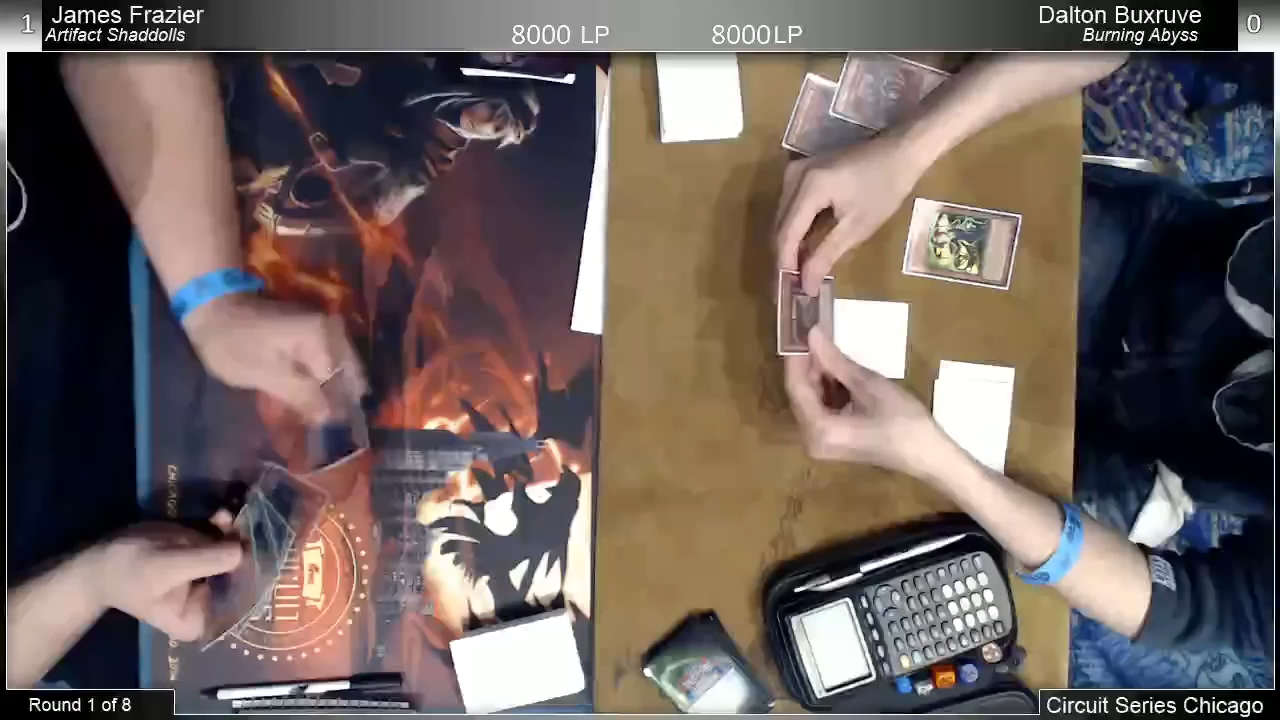 1
James Frazier
Artifact Shaddolls
8000 LP
8000LP
Dalton Buxruve
Burning Abyss
0
CHICAGO
Round 1 of 8
Circuit Series Chicago